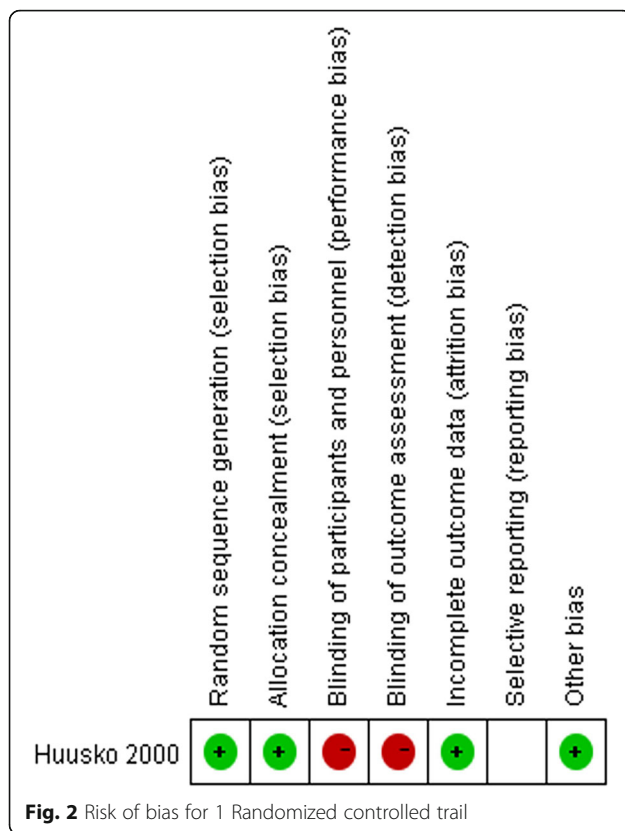 Random sequence generation (selection bias)
Allocation concealment (selection bias)
Blinding of participants and personnel (performance bias)
Blinding of outcome assessment (detection bias)
Incomplete outcome data (attrition bias)
Selective reporting (reporting bias)
Other bias
Huusko 2000 + + - - + +
Fig. 2 Risk of bias for 1 Randomized controlled trail